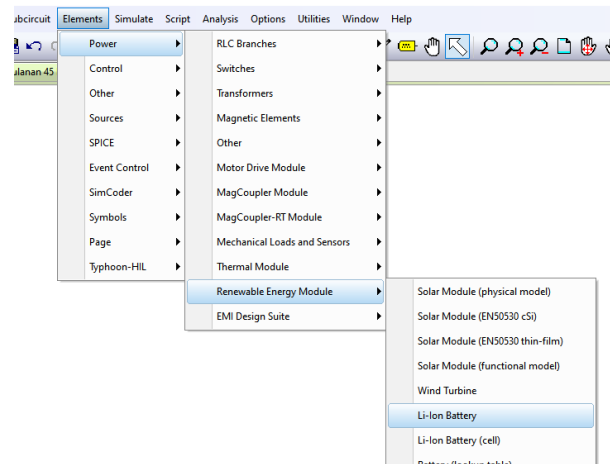 ubcircuit Elements Simulate Script Analysis Options Utilities Window Help
ulanan 45
Power
Control
Other
Sources
SPICE
Event Control
SimCoder
Symbols
Page
Typhoon-HIL
RLC Branches
Switches
Transformers
Magnetic Elements
Other
Motor Drive Module
MagCoupler Module
MagCoupler-RT Module
Mechanical Loads and Sensors
Thermal Module
Renewable Energy Module
EMI Design Suite
Solar Module (physical model)
Solar Module (EN50530 cSi)
Solar Module (EN50530 thin-film)
Solar Module (functional model)
Wind Turbine
Li-Ion Battery
Li-Ion Battery (cell)
Battery (lookup table)